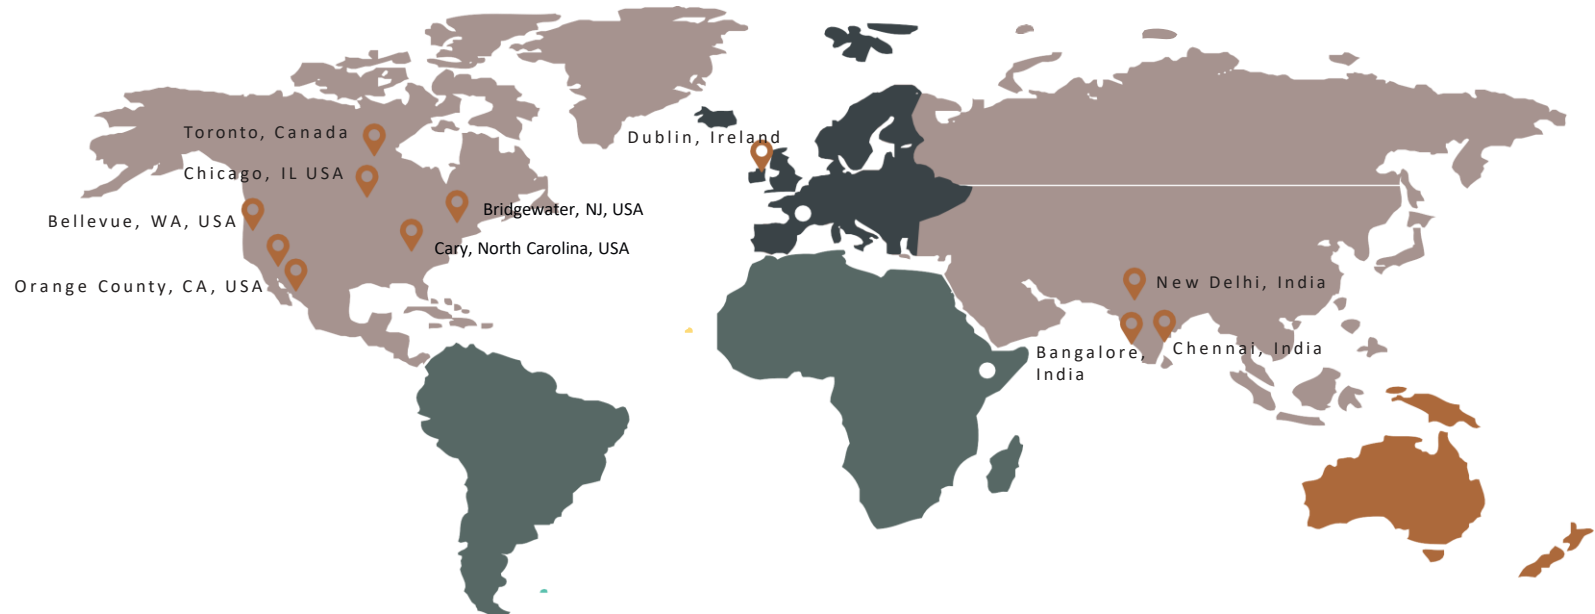 Toronto, Canada
Dublin, Ireland
Chicago, IL USA
Bellevue, WA, USA
Bridgewater, NJ, USA
Cary, North Carolina, USA
Orange County, CA, USA
New Delhi, India
Bangalore,
India
Chennai, India